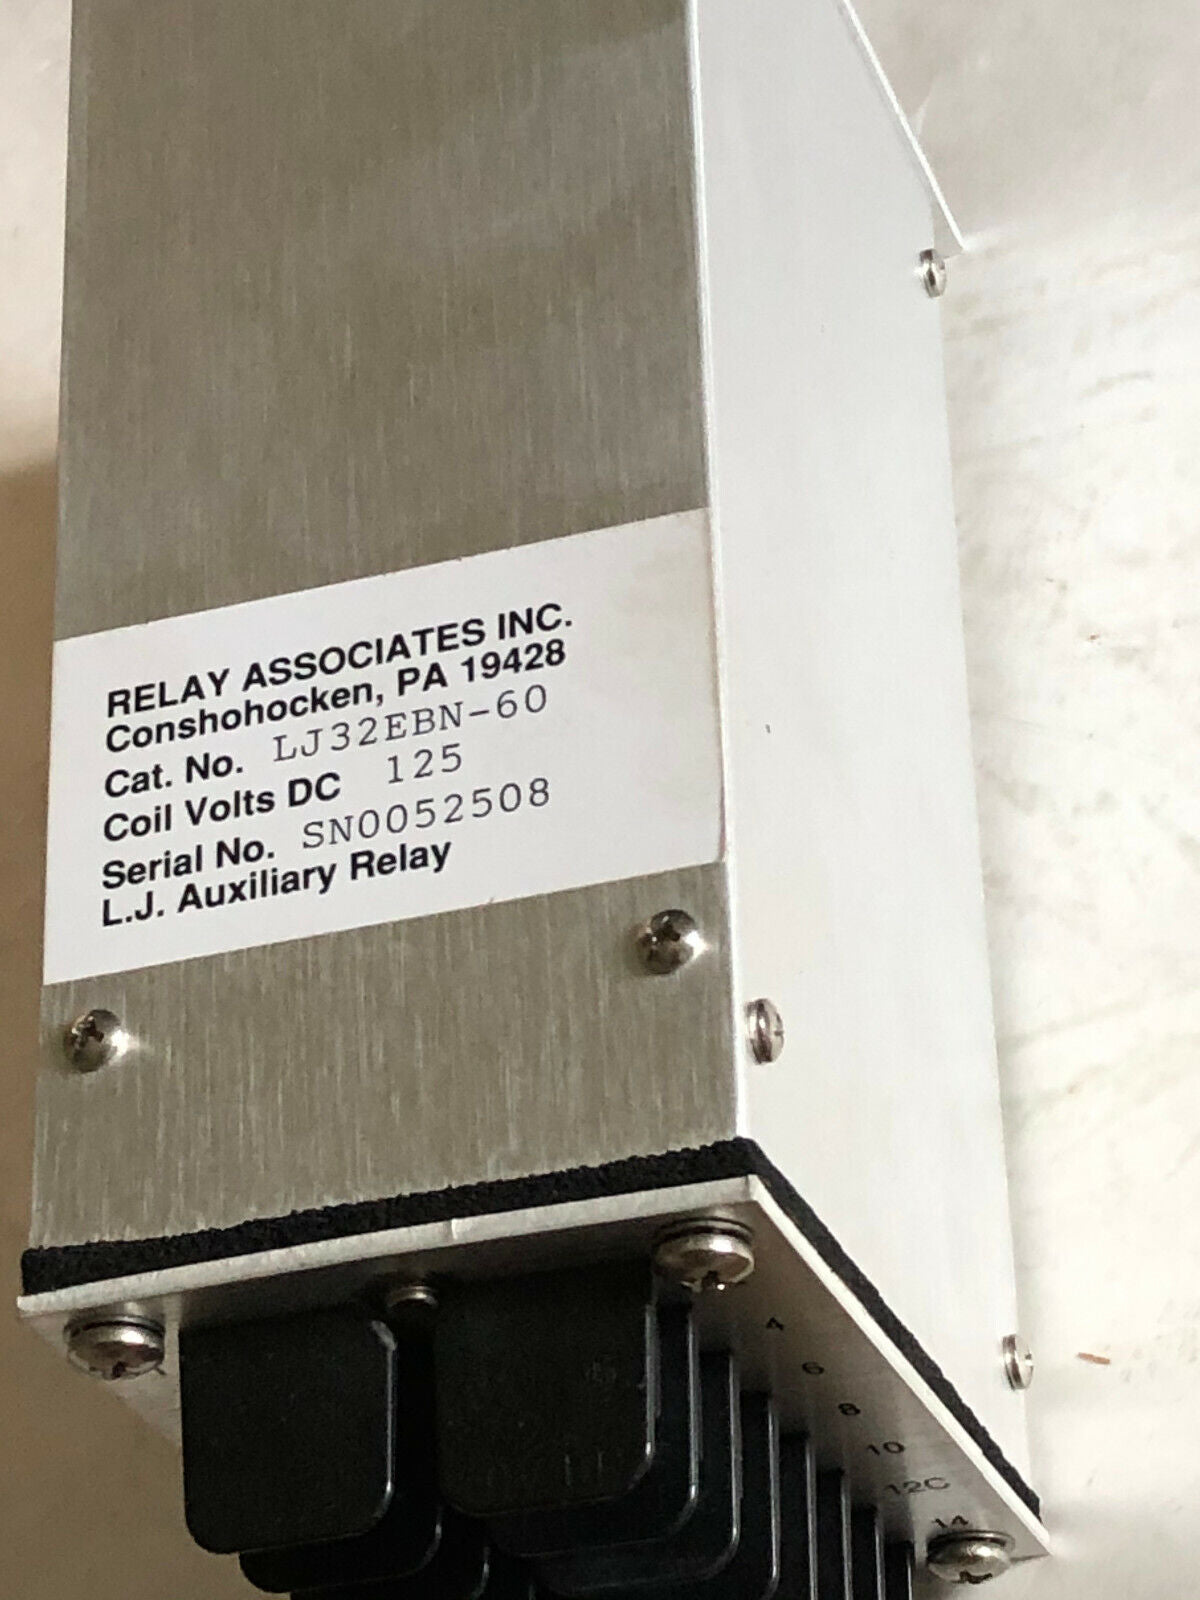 RELAY ASSOCIATES INC.
Conshohocken, PA 19428
Cat. No. LJ32EBN-60
Coil Volts DC 125
Serial No. SN0052508
L.J. Auxiliary Relay
4
6
8
10
12C
14